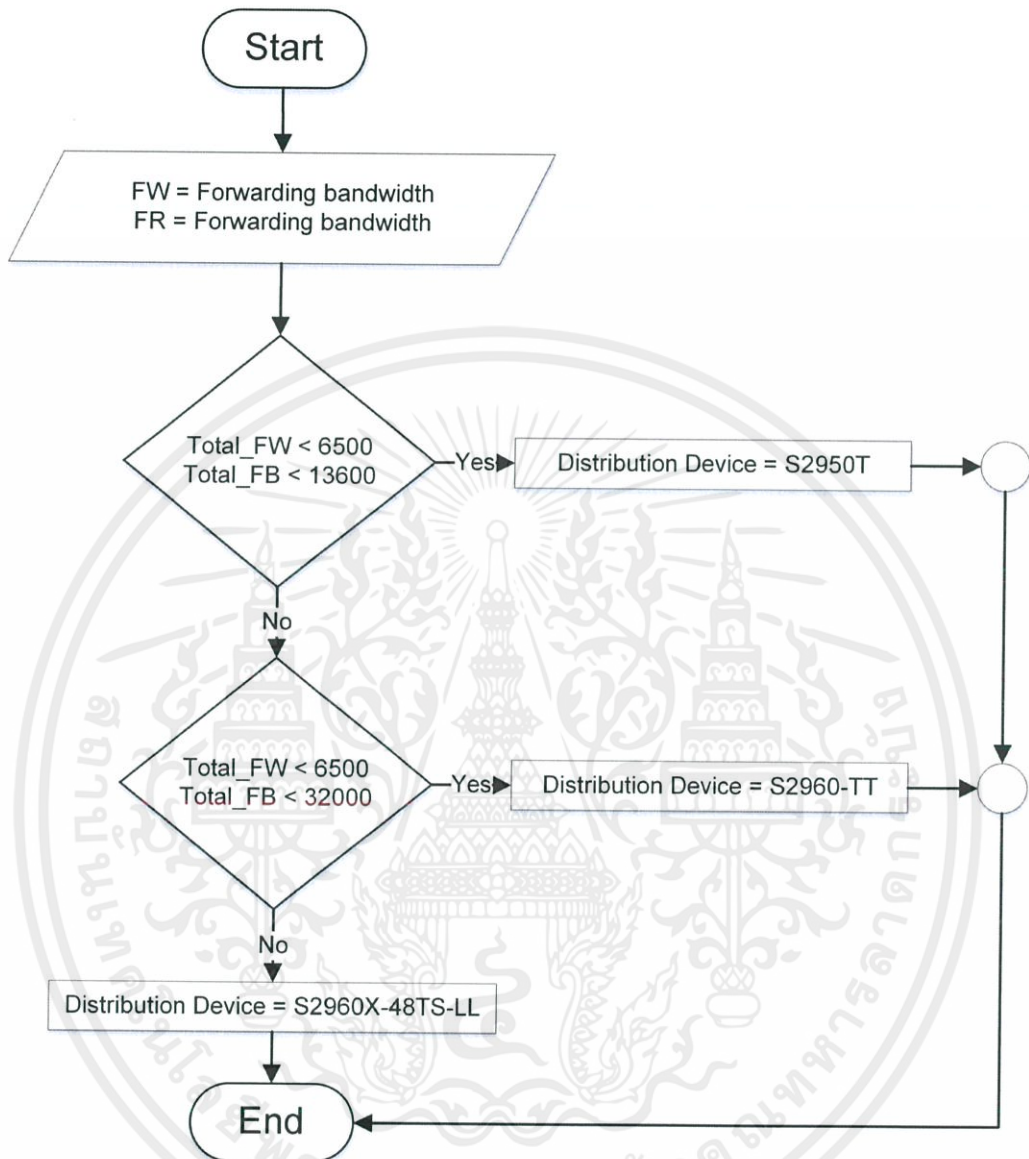 Start
FW = Forwarding bandwidth
FR = Forwarding bandwidth
Total_FW < 6500
Total_FB < 13600
Yes
Distribution Device = S2950T
No
Total_FW < 6500
Total_FB < 32000
Yes
Distribution Device = S2960-TT
No
Distribution Device = S2960X-48TS-LL
End